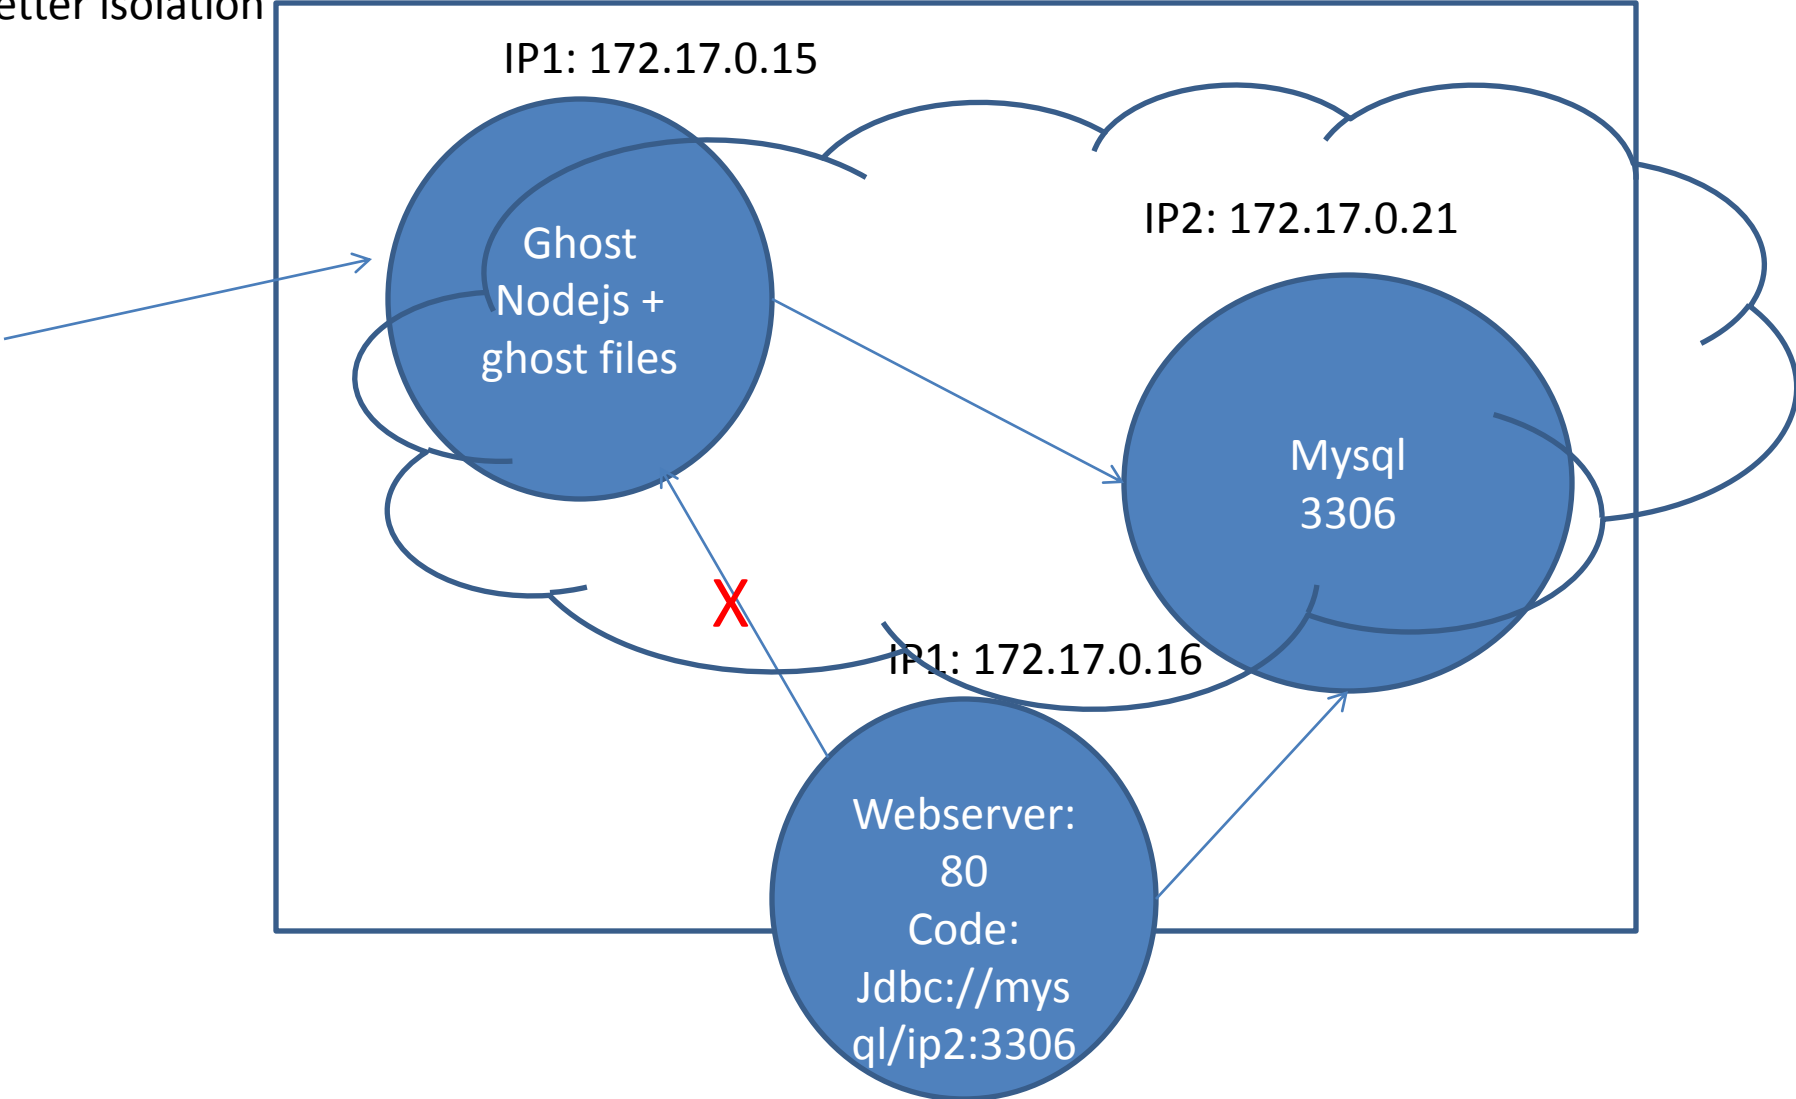 etter isolation
IP1: 172.17.0.15
IP2: 172.17.0.21
Ghost
Nodejs +
ghost files
Mysql
3306
X
IP1: 172.17.0.16
Webserver:
80
Code:
Jdbc://mys
ql/ip2:3306